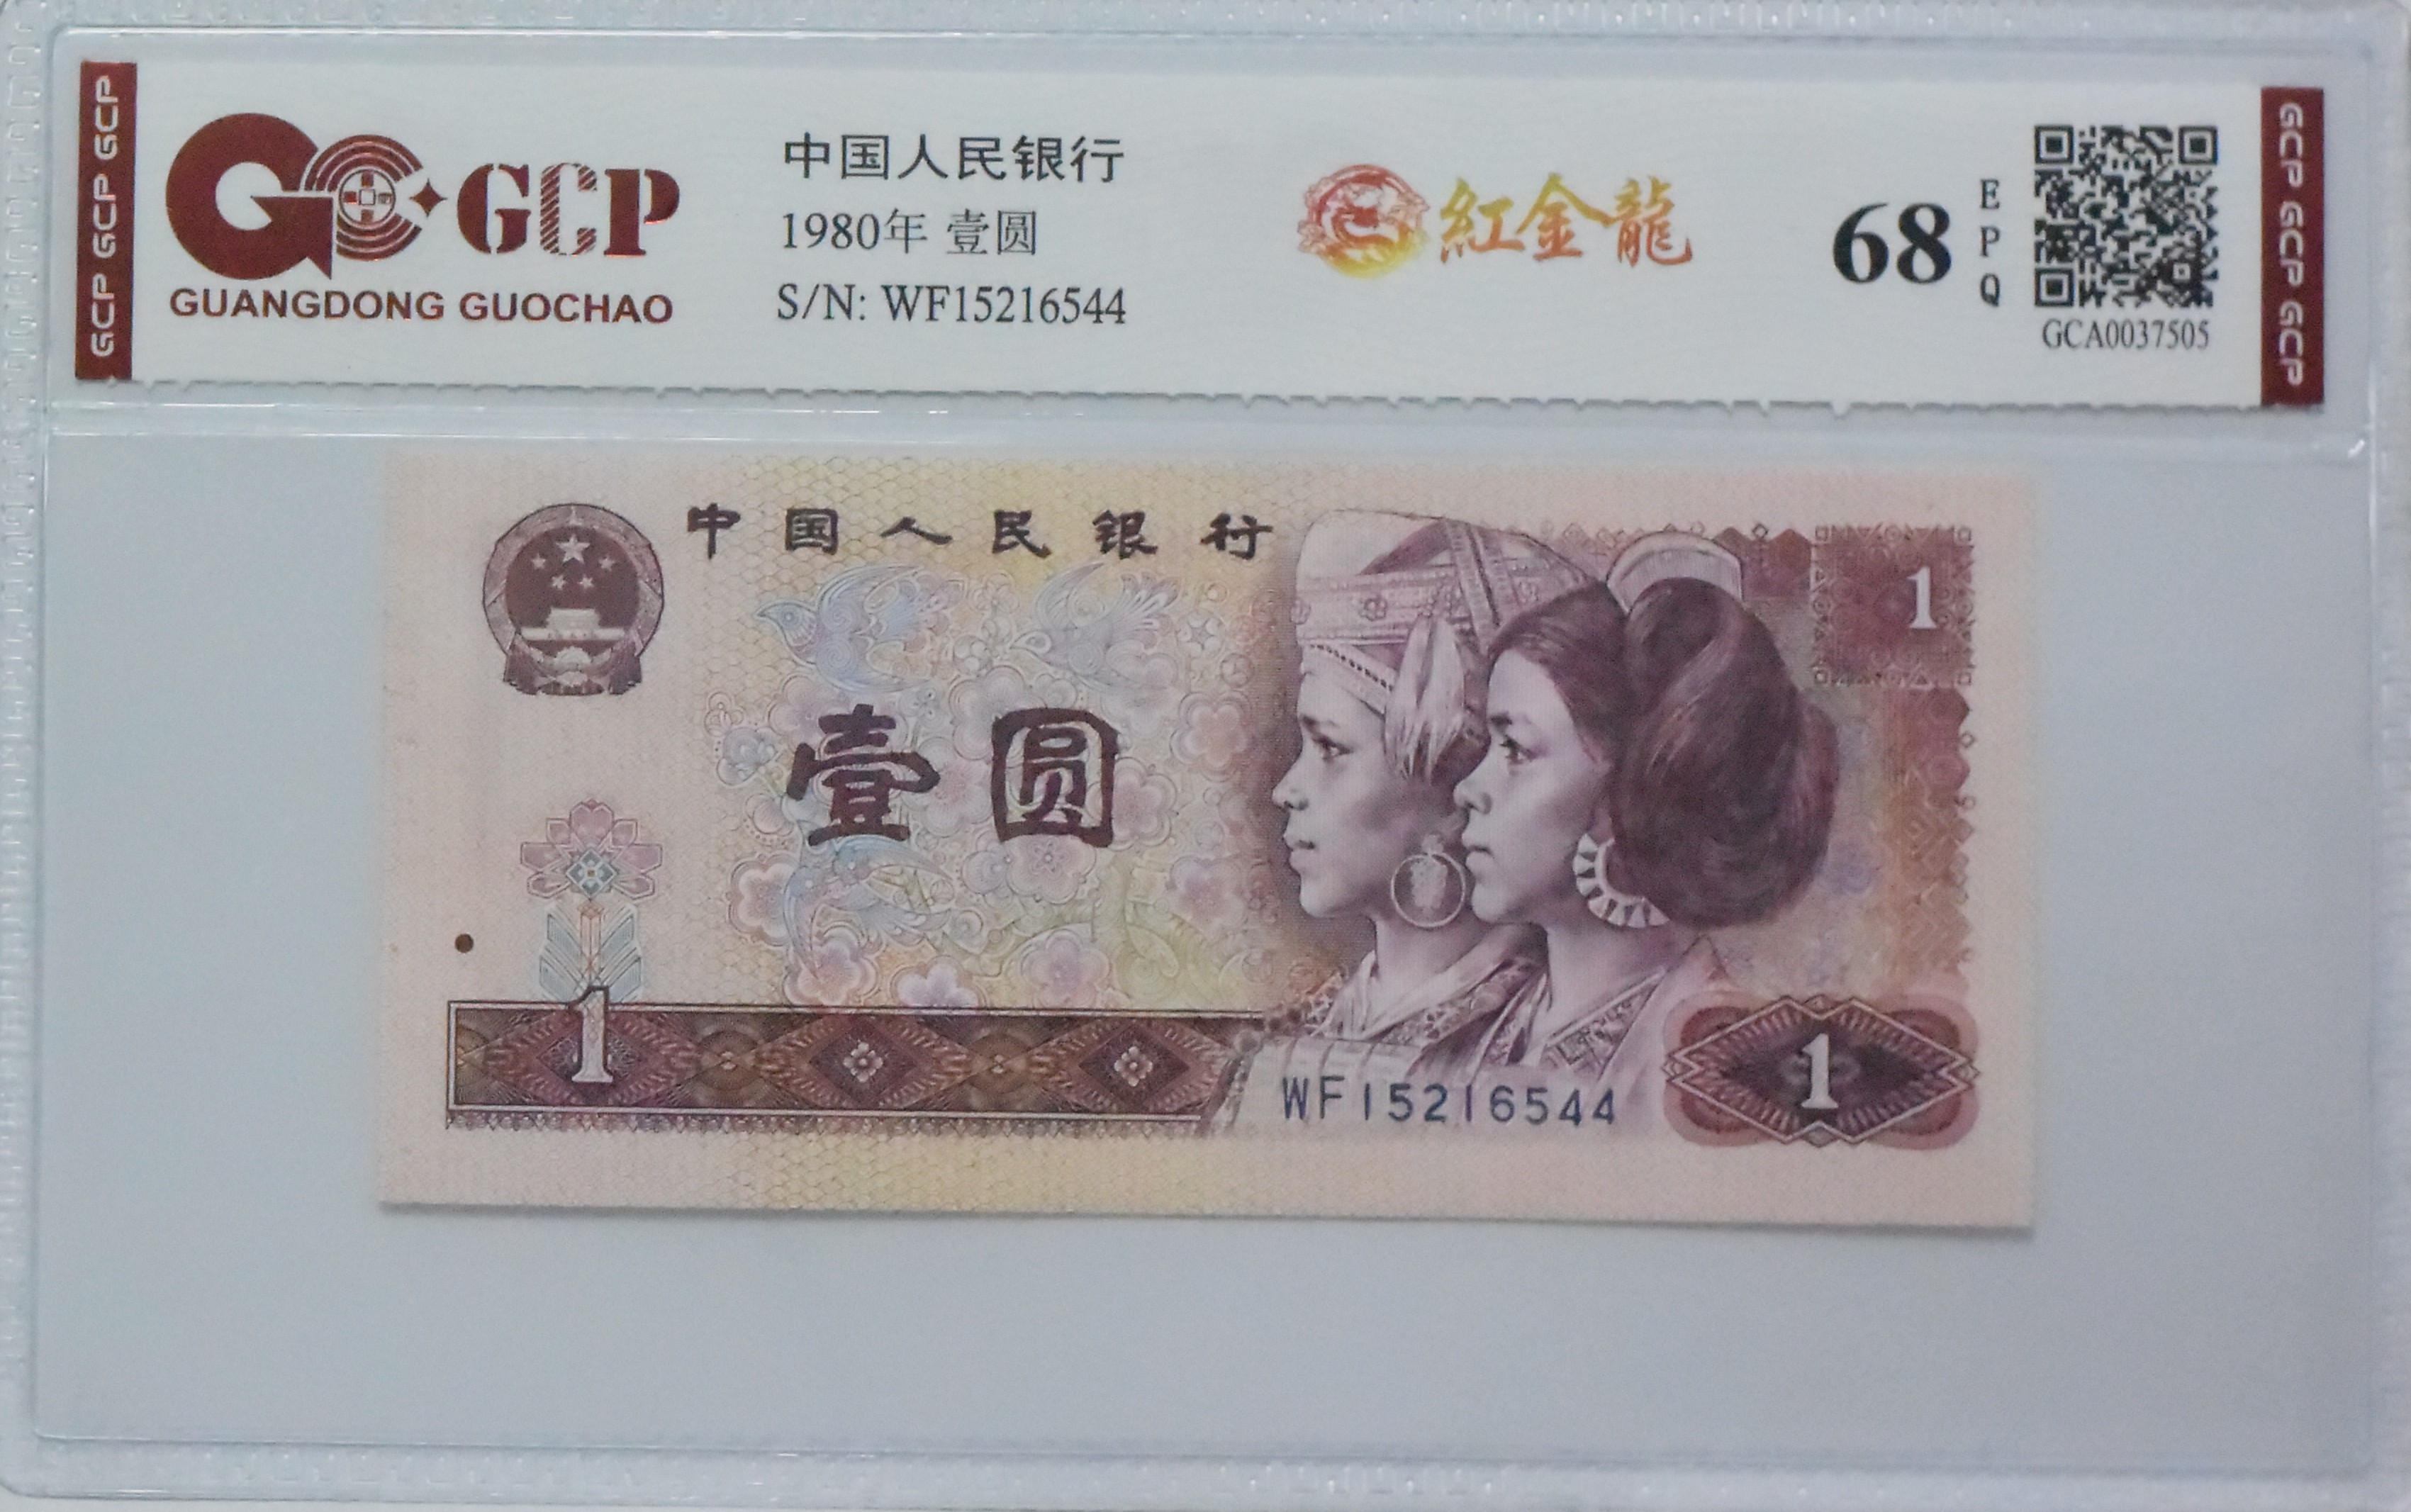 GCP GCP GCP
GCP
GUANGDONG GUOCHAO
中国人民银行
1980年 壹圆
S/N: WF15216544
紅金龍
68
EPQ
GCA0037505
GCP GCP GCP
中国人民银行
1
壹圆
1
WF15216544
1